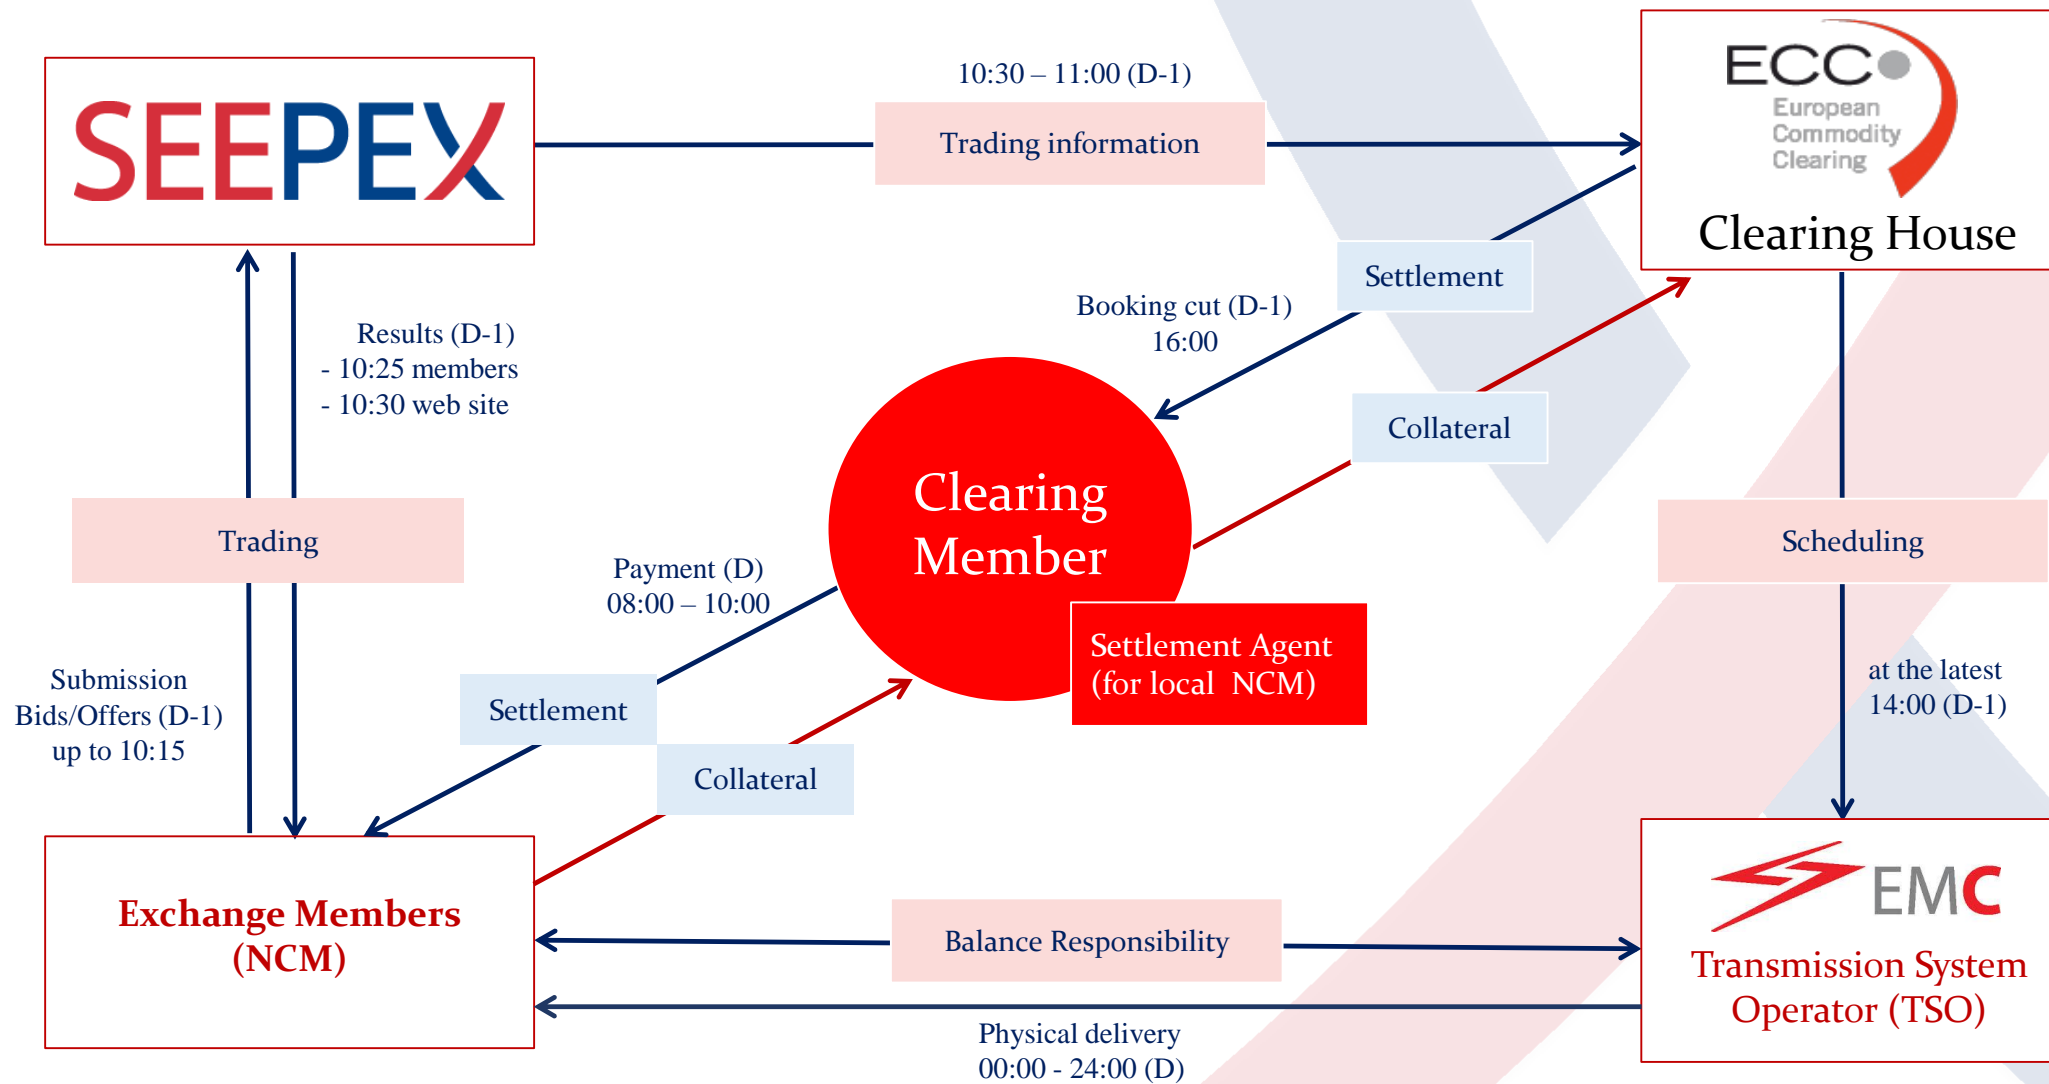 SEEPEX
10:30 – 11:00 (D-1)
Trading information
ECC
European
Commodity
Clearing
Clearing House
Settlement
Booking cut (D-1)
16:00
Results (D-1)
- 10:25 members
- 10:30 web site
Collateral
Clearing
Member
Trading
Scheduling
Payment (D)
08:00 – 10:00
Settlement Agent
(for local NCM)
Submission
Bids/Offers (D-1)
up to 10:15
at the latest
14:00 (D-1)
Settlement
Collateral
Exchange Members
(NCM)
Balance Responsibility
EMC
Transmission System
Operator (TSO)
Physical delivery
00:00 - 24:00 (D)